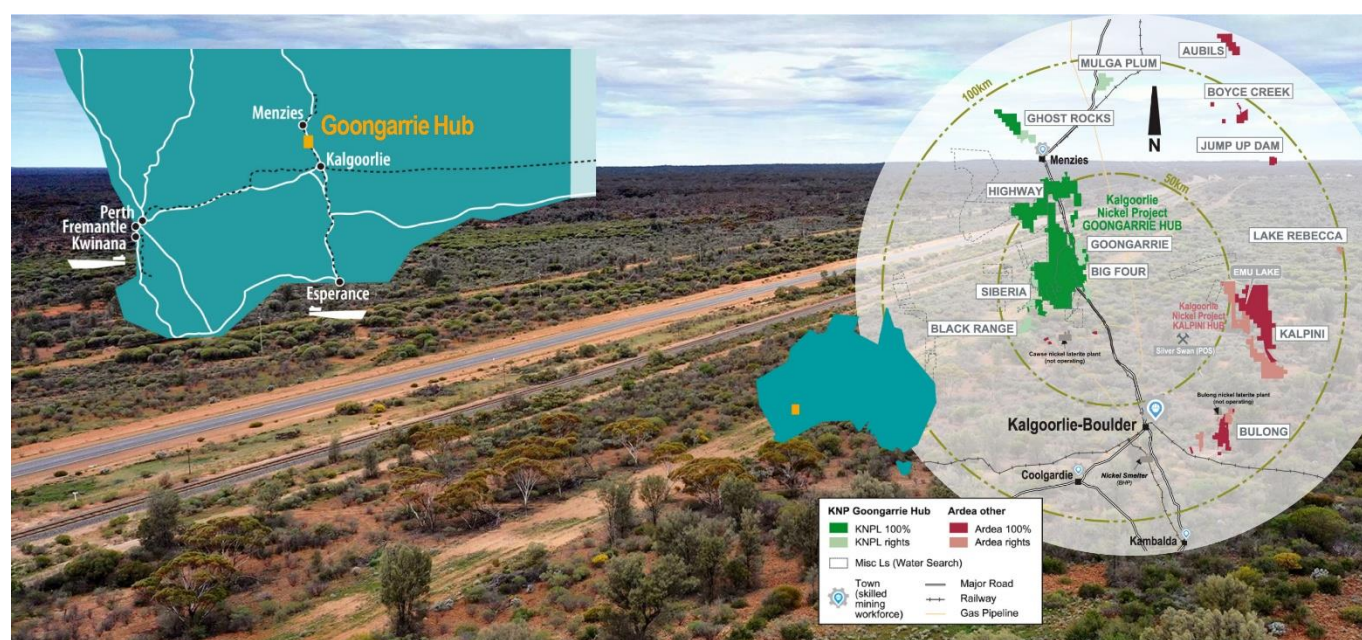 Menzies
Goongarrie Hub
Kalgoorlie
Perth
Fremantle
Kwinana
Esperance
100km
AUBILS
MULGA PLUM
BOYCE CREEK
GHOST ROCKS
N
JUMP UP DAM
Menzies
50km
HIGHWAY
Kalgoorlie
Nickel Project
GOONGARRIE HUB
GOONGARRIE
LAKE REBECCA
BIG FOUR
EMU LAKE
SIBERIA
Kalgoorlie
Nickel Project
KALPINI HUB
BLACK RANGE
KALPINI
Silver Swan (POS)
Cawse nickel laterite plant
(not operating)
Bulong nickel laterite plant
(not operating)
Kalgoorlie-Boulder
BULONG
Coolgardie
Nickel Smelter
(BHP)
Kambalda
KNP Goongarrie Hub
KNPL 100%
KNPL rights
Ardea other
Ardea 100%
Ardea rights
Misc Ls (Water Search)
Town
(skilled
mining
workforce)
Major Road
Railway
Gas Pipeline